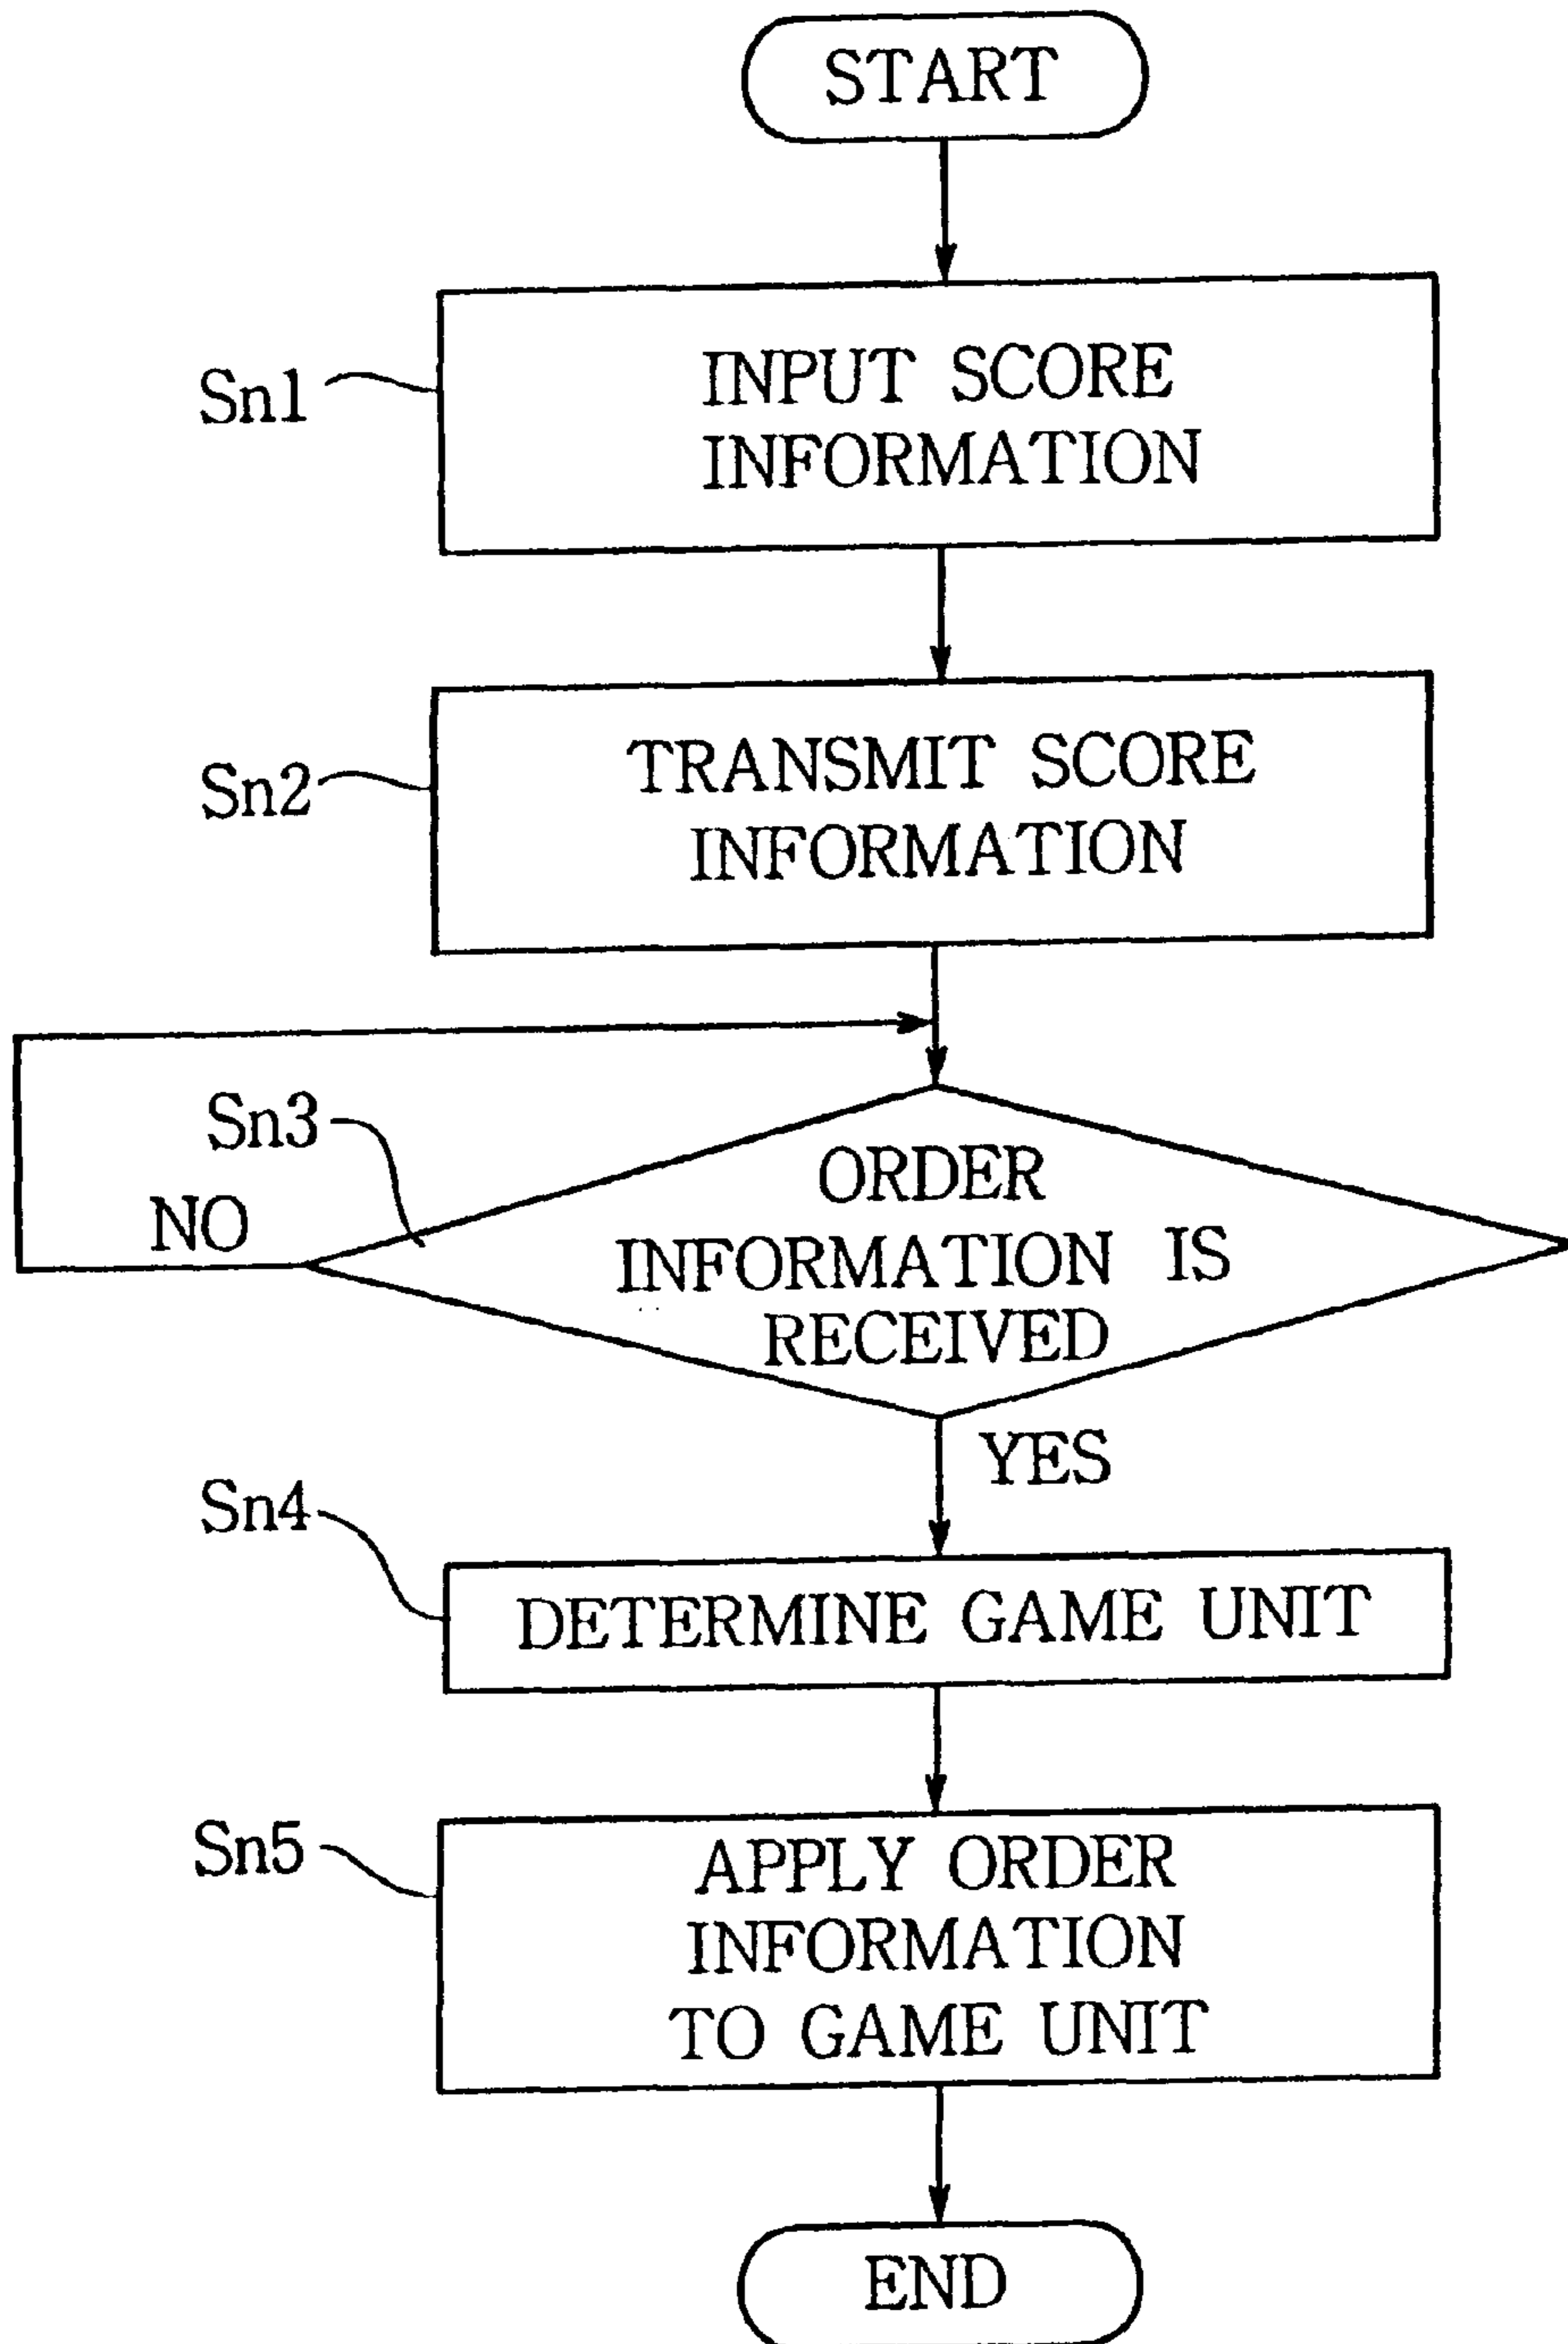 START
Sn1
INPUT SCORE
INFORMATION
Sn2
TRANSMIT SCORE
INFORMATION
Sn3
NO
ORDER
INFORMATION IS
RECEIVED
YES
Sn4
DETERMINE GAME UNIT
Sn5
APPLY ORDER
INFORMATION
TO GAME UNIT
END